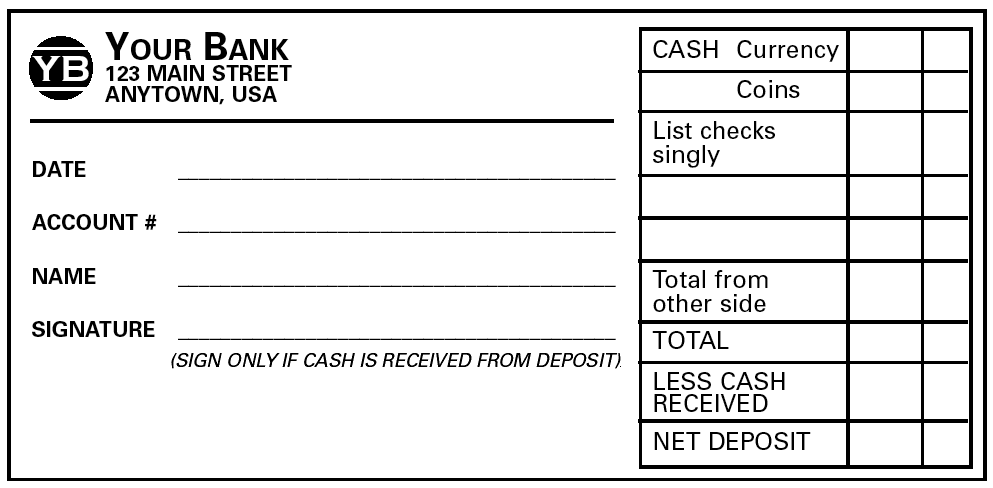 YB
YOUR BANK
123 MAIN STREET
ANYTOWN, USA
DATE
ACCOUNT #
NAME
SIGNATURE
(SIGN ONLY IF CASH IS RECEIVED FROM DEPOSIT)
CASH Currency
Coins
List checks
singly
Total from
other side
TOTAL
LESS CASH
RECEIVED
NET DEPOSIT